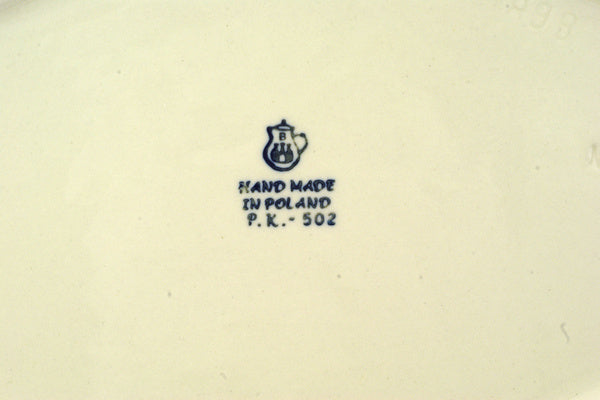 B
HAND MADE
IN POLAND
P.K.-502